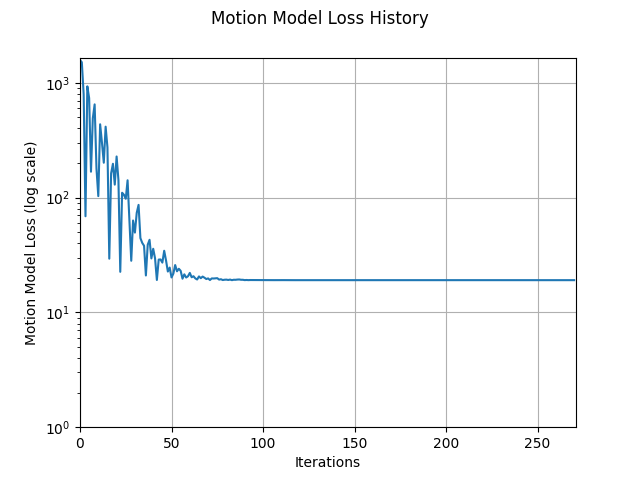 Motion Model Loss History
Motion Model Loss (log scale)
10³
10²
10¹
10⁰
0 50 100 150 200 250
Iterations